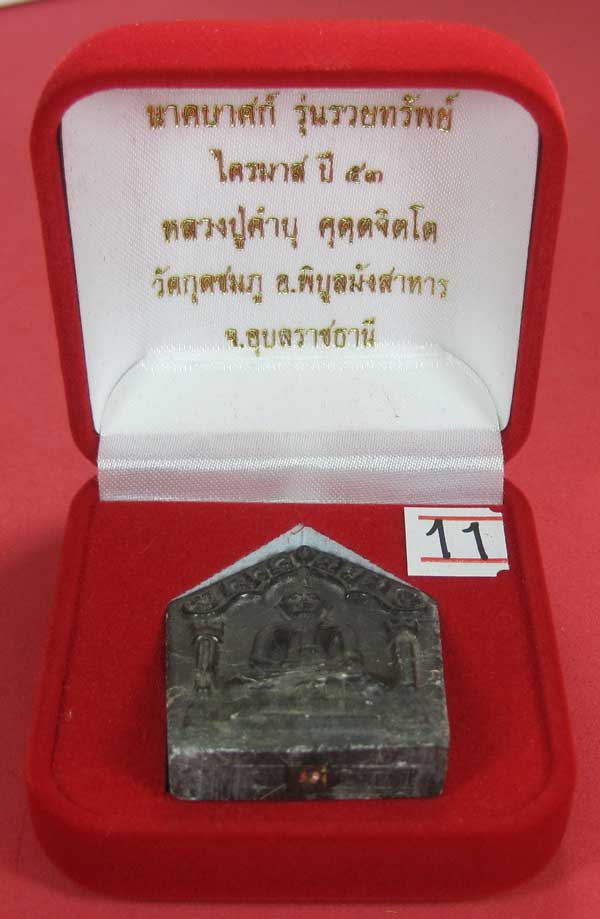 นาคบาศก์ รุ่นรวยทรัพย์
ไตรมาส ปี ๕๓
หลวงปู่คำบุ คุตตจิตโต
วัดกุดชมภู อ.พิบูลมังสาหาร
จ.อุบลราชธานี
11